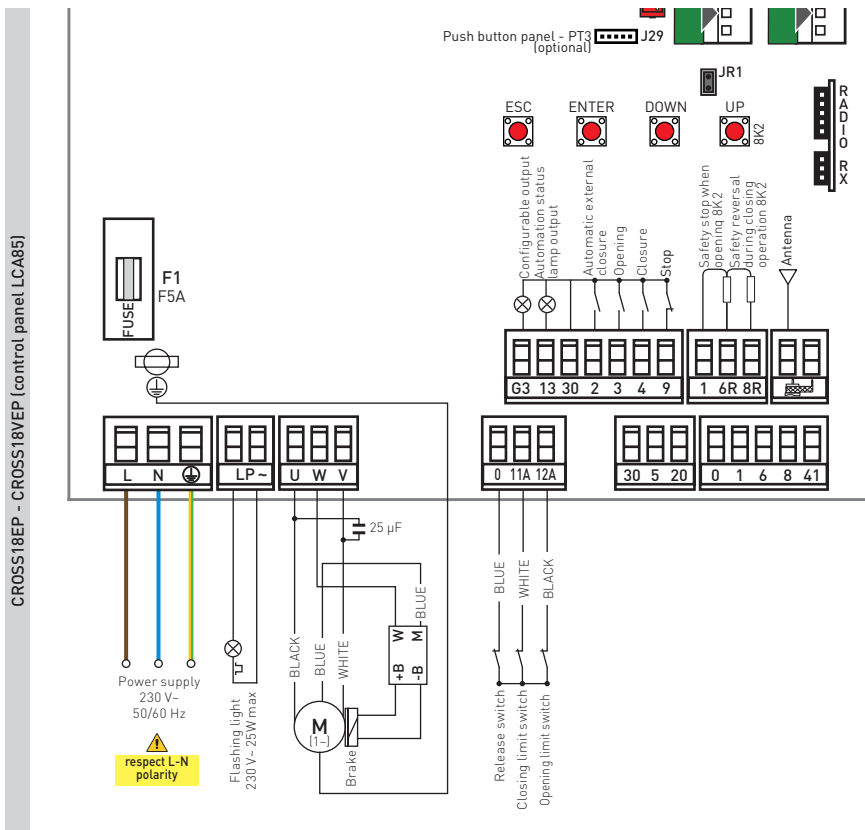 CROSS18EP - CROSS18VEP (control panel LCA85)
Push button panel - PT3
(optional)
J29
JR1
RADIO RX
ESC
ENTER
DOWN
UP
8K2
Configurable output
Automation status
lamp output
Automatic external
closure
Opening
Closure
Stop
Safety stop when
opening 8K2
Safety reversal
during closing
operation 8K2
Antenna
FUSE
F1
F5A
G3 13 30 2 3 4 9
1 6R 8R
L N
LP ~
U W V
0 11A 12A
30 5 20
0 1 6 8 41
25 µF
BLACK
BLUE
WHITE
BLUE
W M
+B -B
M
(1~)
Brake
BLUE
WHITE
BLACK
Power supply
230 V~
50/60 Hz
respect L-N
polarity
Flashing light
230 V~ 25W max
Release switch
Closing limit switch
Opening limit switch